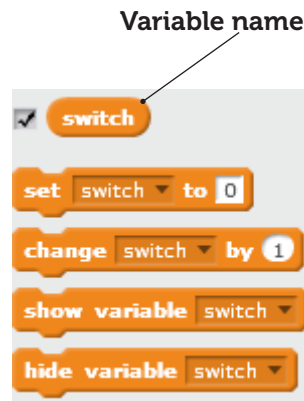 Variable name
switch
set switch to 0
change switch by 1
show variable switch
hide variable switch